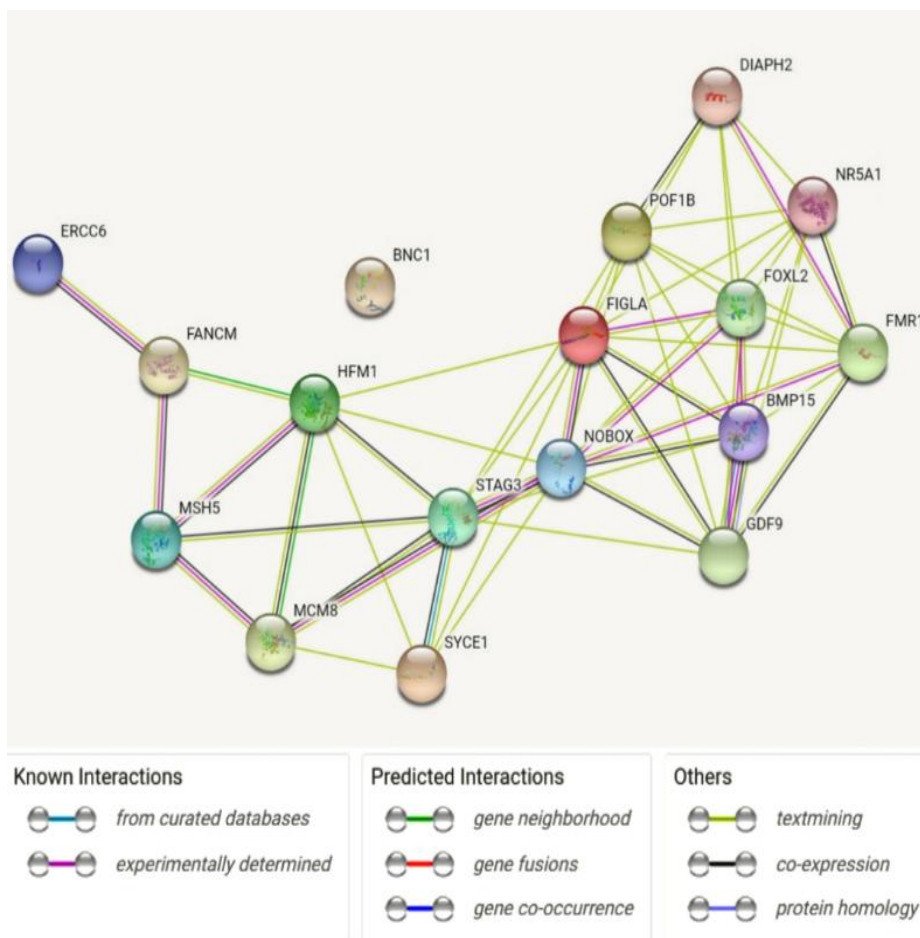 DIAPH2
NR5A1
POF1B
ERCC6
BNC1
FOXL2
FIGLA
FANCM
FMR1
HFM1
BMP15
NOBOX
STAG3
MSH5
GDF9
MCM8
SYCE1
Known Interactions
from curated databases
experimentally determined
Predicted Interactions
gene neighborhood
gene fusions
gene co-occurrence
Others
textmining
co-expression
protein homology